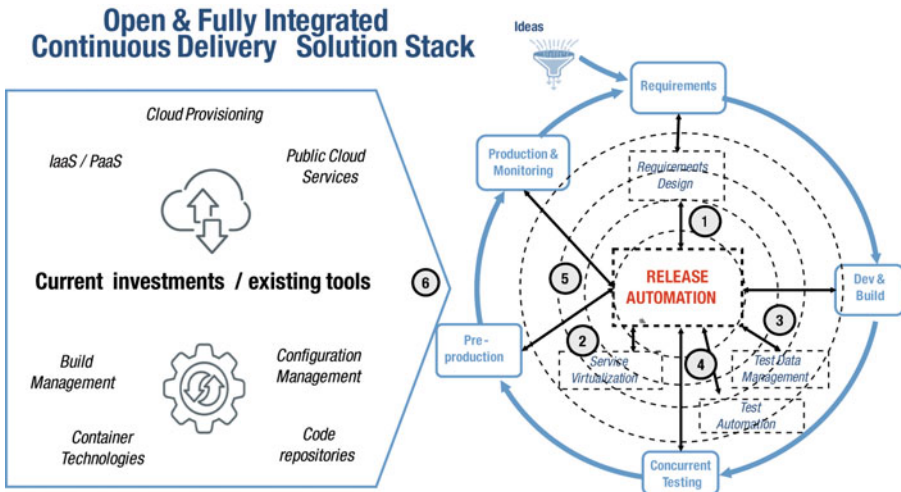 Open & Fully Integrated
Continuous Delivery Solution Stack
Cloud Provisioning
IaaS / PaaS
Public Cloud
Services
Current investments / existing tools
Build
Management
Configuration
Management
Container
Technologies
Code
repositories
6
Ideas
Requirements
Production &
Monitoring
Requirements
Design
1
5
RELEASE
AUTOMATION
Dev &
Build
3
Pre -
production
2
4
Service
Virtualization
Test Data
Management
Test
Automation
Concurrent
Testing